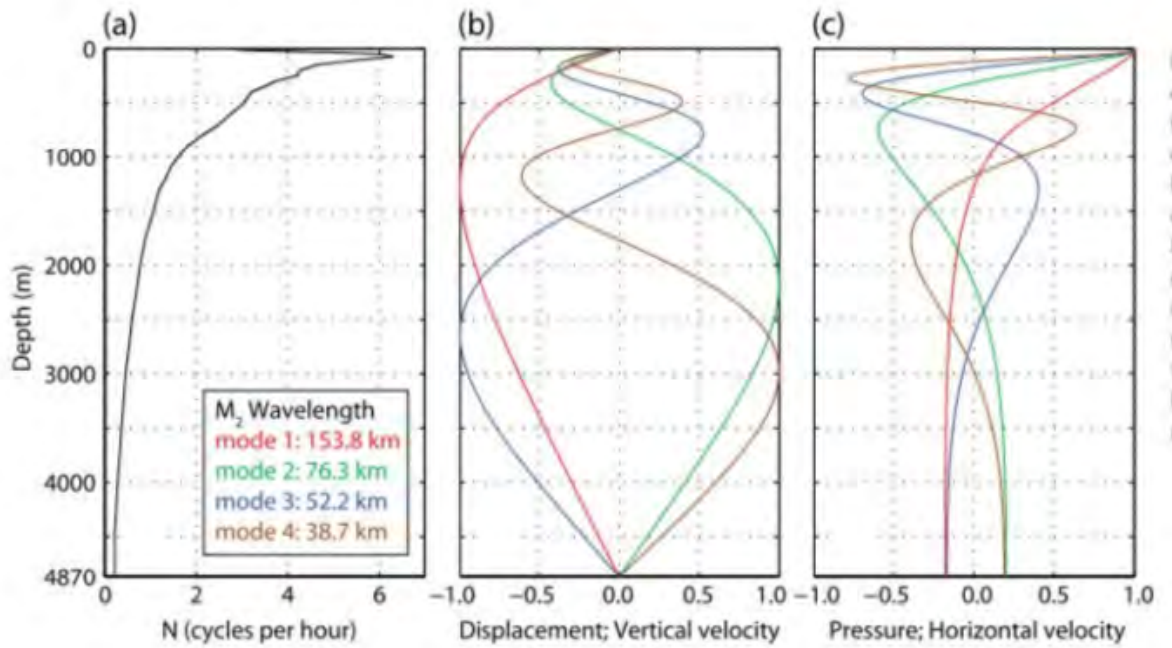 (a)
(b)
(c)
0
1000
2000
3000
4000
4870
Depth (m)
M₂ Wavelength
mode 1: 153.8 km
mode 2: 76.3 km
mode 3: 52.2 km
mode 4: 38.7 km
0 2 4 6
−1.0 −0.5 0.0 0.5 1.0
−1.0 −0.5 0.0 0.5 1.0
N (cycles per hour)
Displacement; Vertical velocity
Pressure; Horizontal velocity